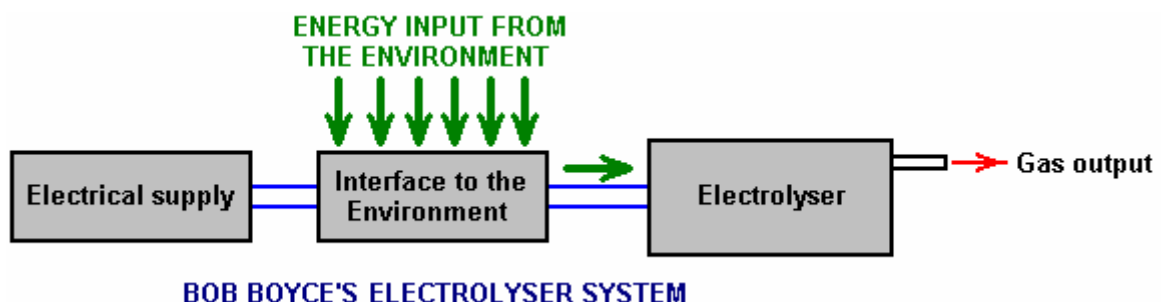 ENERGY INPUT FROM
THE ENVIRONMENT
Electrical supply
Interface to the
Environment
Electrolyser
Gas output
BOB BOYCE'S ELECTROLYSER SYSTEM